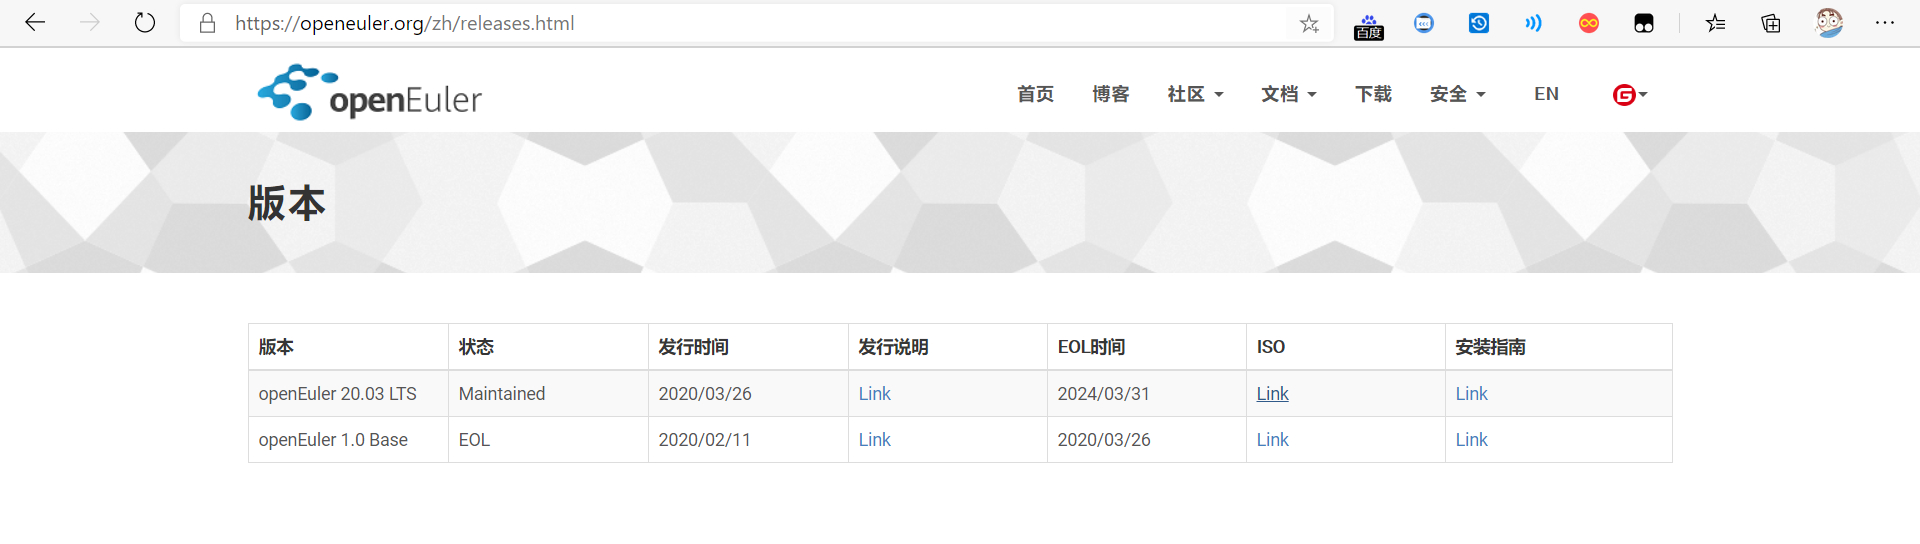 https://openeuler.org/zh/releases.html
百度
openEuler 首页 博客 社区 文档 下载 安全 EN
版本
版本 状态 发行时间 发行说明 EOL时间 ISO 安装指南
openEuler 20.03 LTS Maintained 2020/03/26 Link 2024/03/31 Link Link
openEuler 1.0 Base EOL 2020/02/11 Link 2020/03/26 Link Link